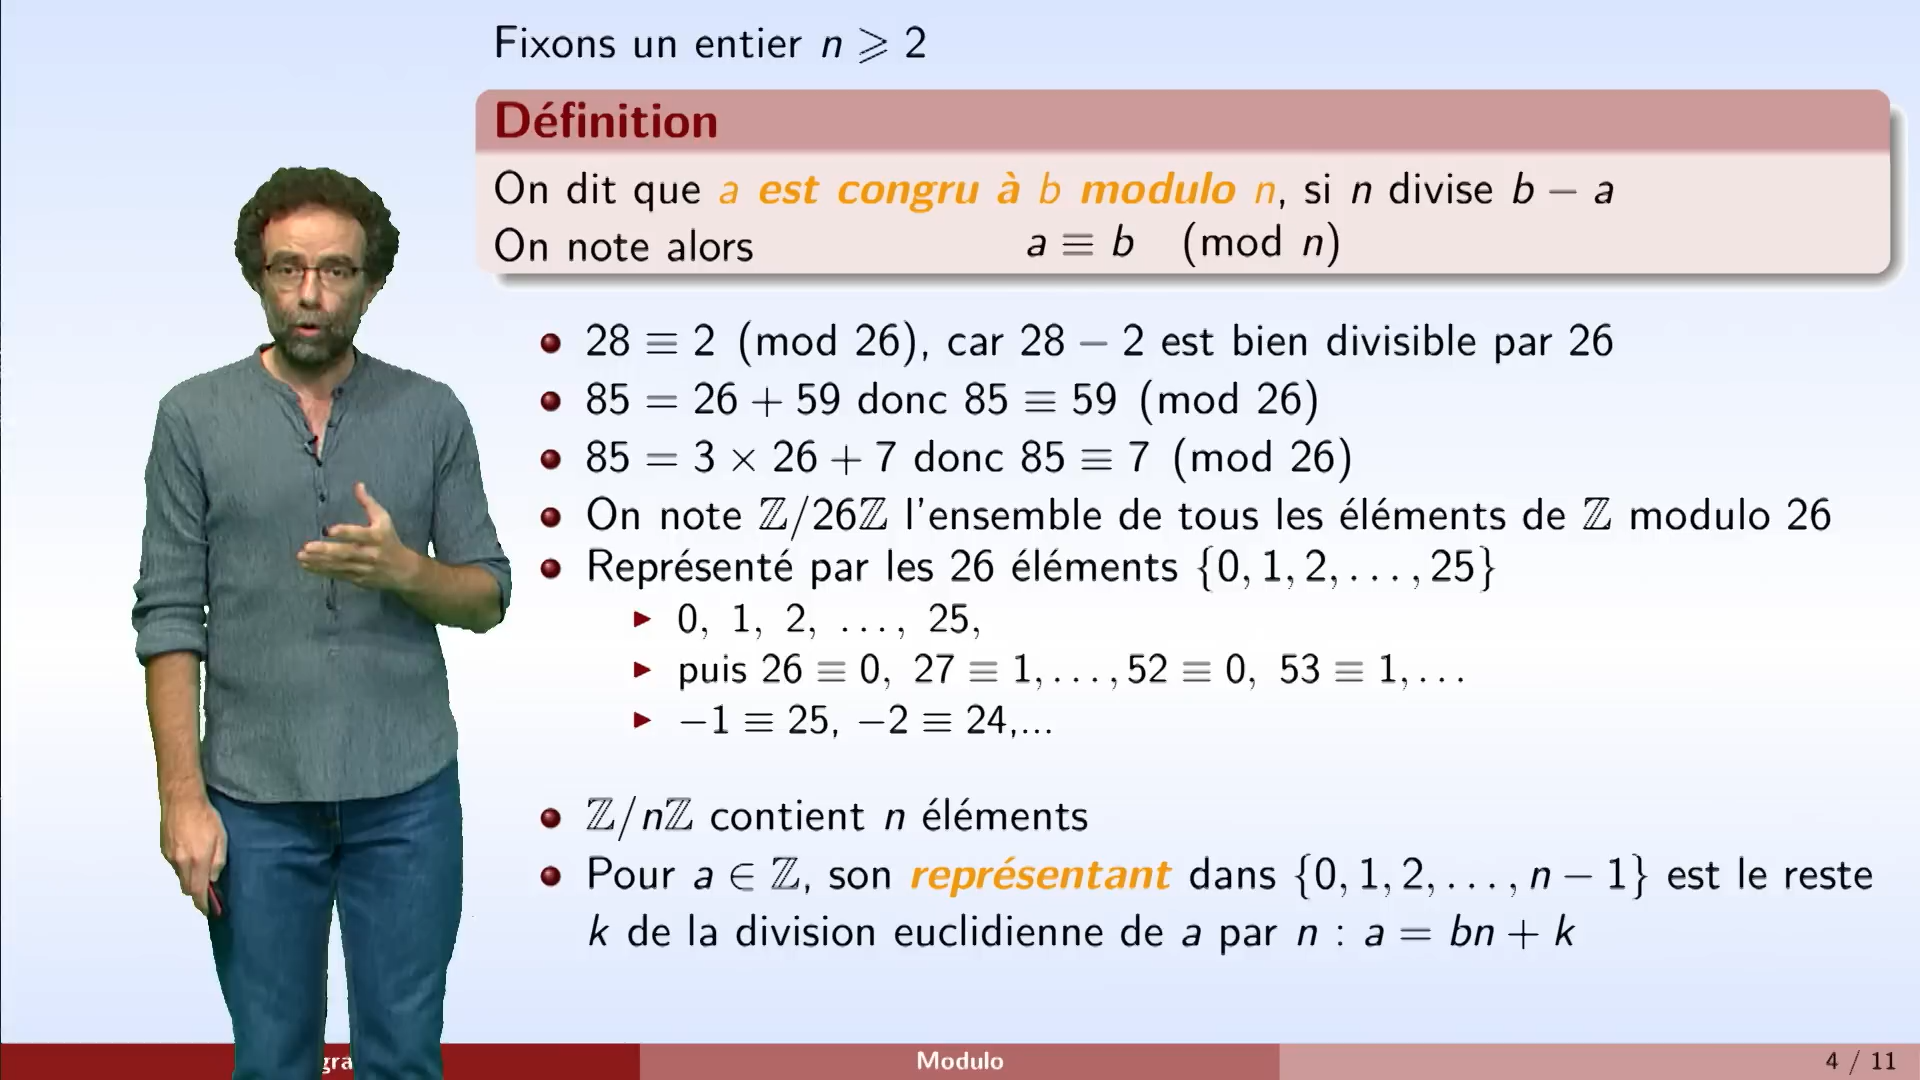 Fixons un entier n ⩾ 2
Définition
On dit que a est congru à b modulo n, si n divise b − a
On note alors a ≡ b (mod n)
28 ≡ 2 (mod 26), car 28 − 2 est bien divisible par 26
85 = 26 + 59 donc 85 ≡ 59 (mod 26)
85 = 3 × 26 + 7 donc 85 ≡ 7 (mod 26)
On note ℤ/26ℤ l'ensemble de tous les éléments de ℤ modulo 26
Représenté par les 26 éléments {0, 1, 2, . . . , 25}
0, 1, 2, . . . , 25,
puis 26 ≡ 0, 27 ≡ 1, . . . , 52 ≡ 0, 53 ≡ 1, . . .
−1 ≡ 25, −2 ≡ 24,...
ℤ/nℤ contient n éléments
Pour a ∈ ℤ, son représentant dans {0, 1, 2, . . . , n − 1} est le reste
k de la division euclidienne de a par n : a = bn + k
Modulo
4 / 11